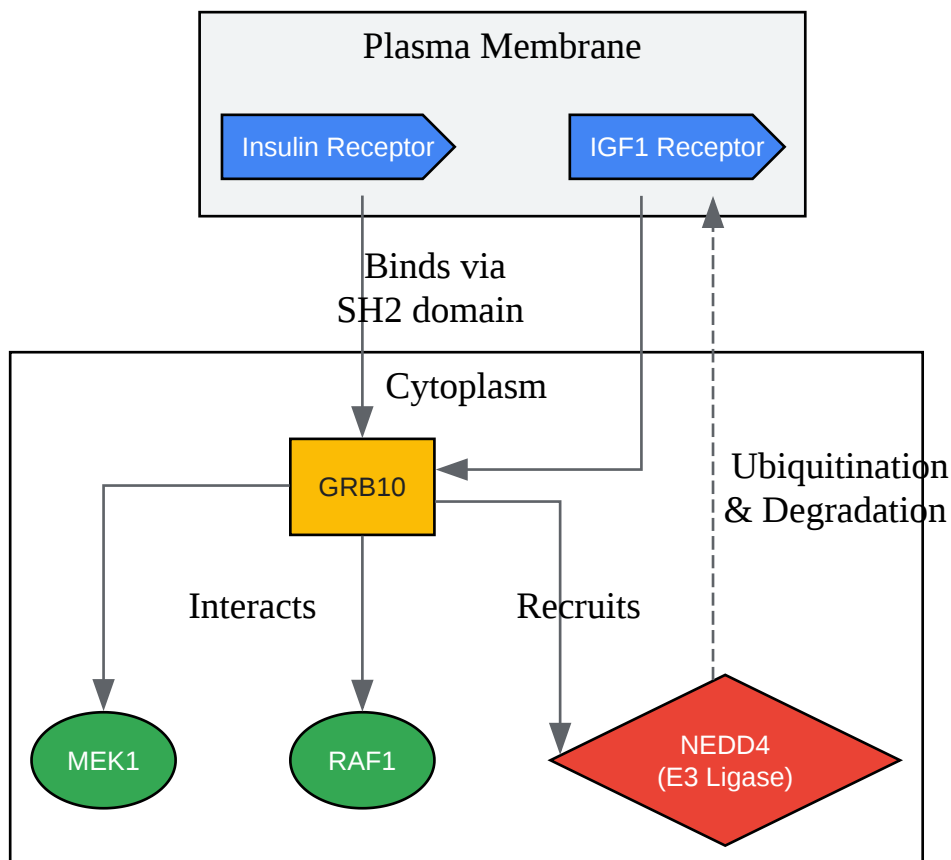 Plasma Membrane
Insulin Receptor
IGF1 Receptor
Binds via
SH2 domain
Cytoplasm
GRB10
Ubiquitination
& Degradation
Interacts
Recruits
MEK1
RAF1
NEDD4
(E3 Ligase)